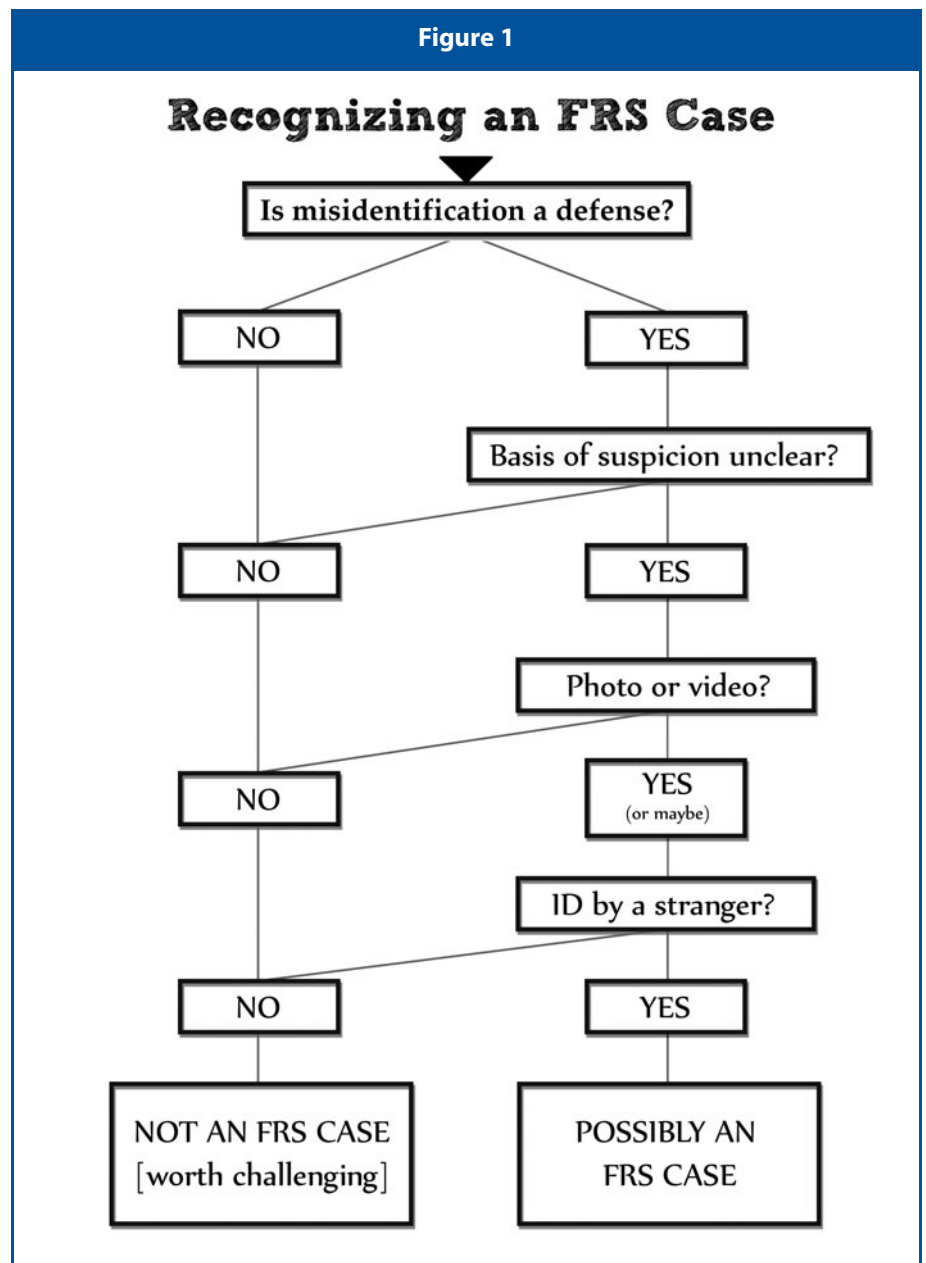 Figure 1
Recognizing an FRS Case
Is misidentification a defense?
NO
YES
Basis of suspicion unclear?
NO
YES
Photo or video?
NO
YES
(or maybe)
ID by a stranger?
NO
YES
NOT AN FRS CASE
[worth challenging]
POSSIBLY AN
FRS CASE